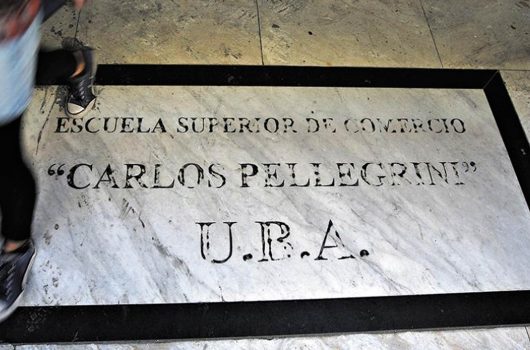 ESCUELA SUPERIOR DE COMERCIO
“CARLOS PELLEGRINI”
U.B.A.